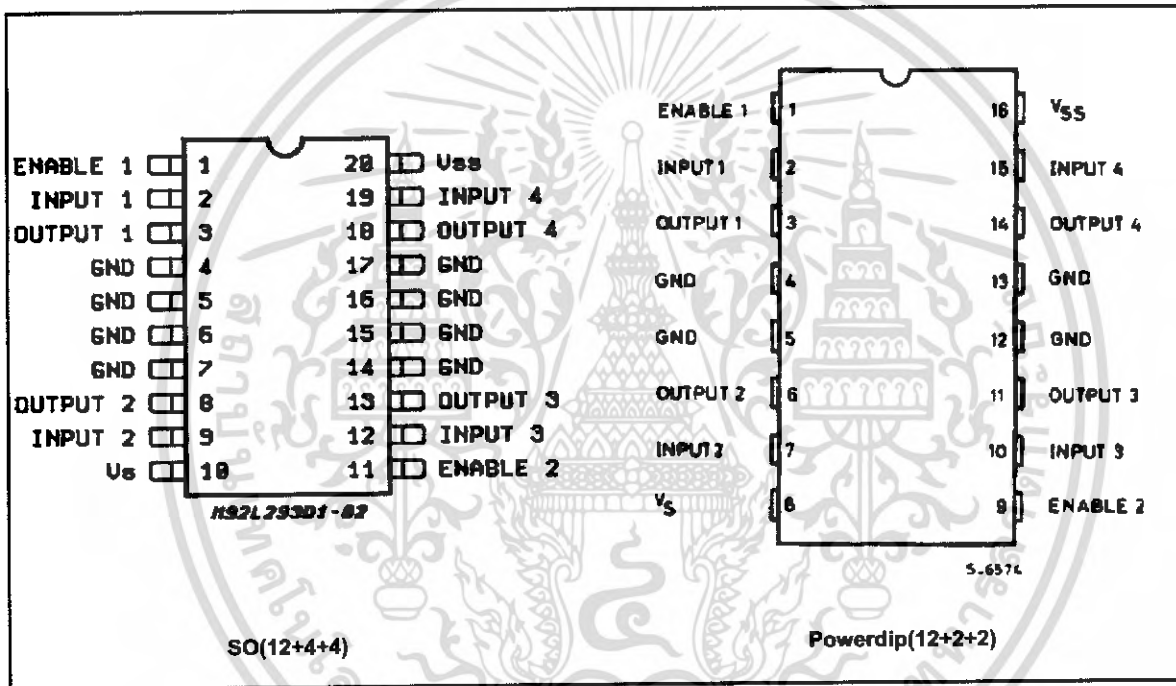 ENABLE 1 1 20 Vss
INPUT 1 2 19 INPUT 4
OUTPUT 1 3 18 OUTPUT 4
GND 4 17 GND
GND 5 16 GND
GND 6 15 GND
GND 7 14 GND
OUTPUT 2 8 13 OUTPUT 3
INPUT 2 9 12 INPUT 3
Vs 10 11 ENABLE 2
M92L293D1-02
SO(12+4+4)
ENABLE 1 1 16 VSS
INPUT 1 2 15 INPUT 4
OUTPUT 1 3 14 OUTPUT 4
GND 4 13 GND
GND 5 12 GND
OUTPUT 2 6 11 OUTPUT 3
INPUT 2 7 10 INPUT 3
VS 8 9 ENABLE 2
Powerdip(12+2+2)